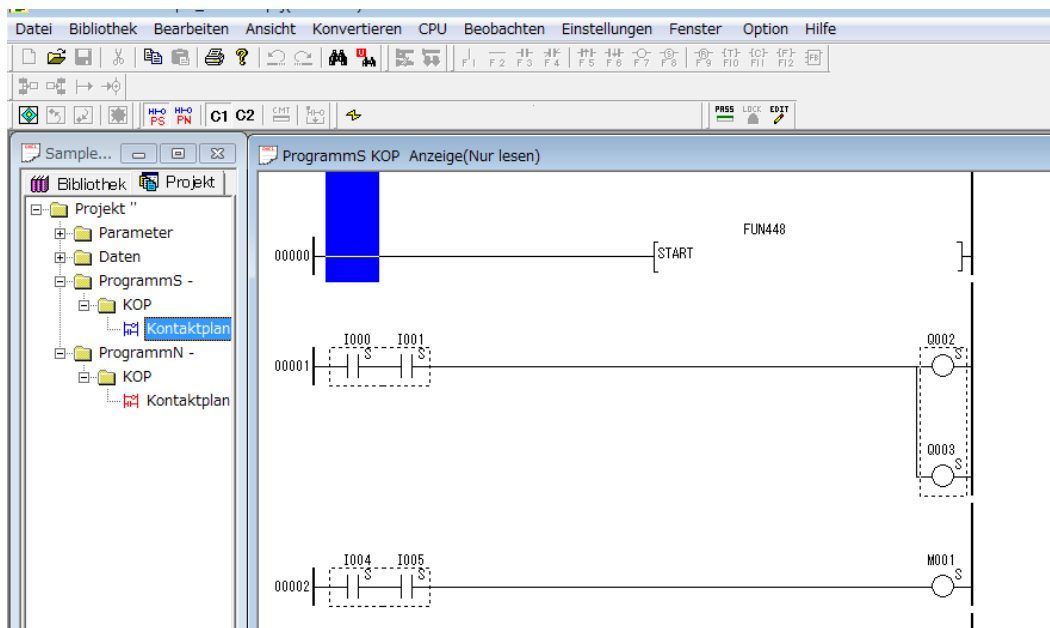 Datei Bibliothek Bearbeiten Ansicht Konvertieren CPU Beobachten Einstellungen Fenster Option Hilfe
F1 F2 F3 F4 F5 F6 F7 F8 F9 F10 F11 F12 FB
PS PN C1 C2 CMT PASS LOCK EDIT
Sample...
Bibliothek Projekt
Projekt "
Parameter
Daten
ProgrammS -
KOP
Kontaktplan
ProgrammN -
KOP
Kontaktplan
ProgrammS KOP Anzeige(Nur lesen)
FUN448
00000 START
I000 I001 Q002
S S S
00001
Q003
S
I004 I005 M001
S S S
00002